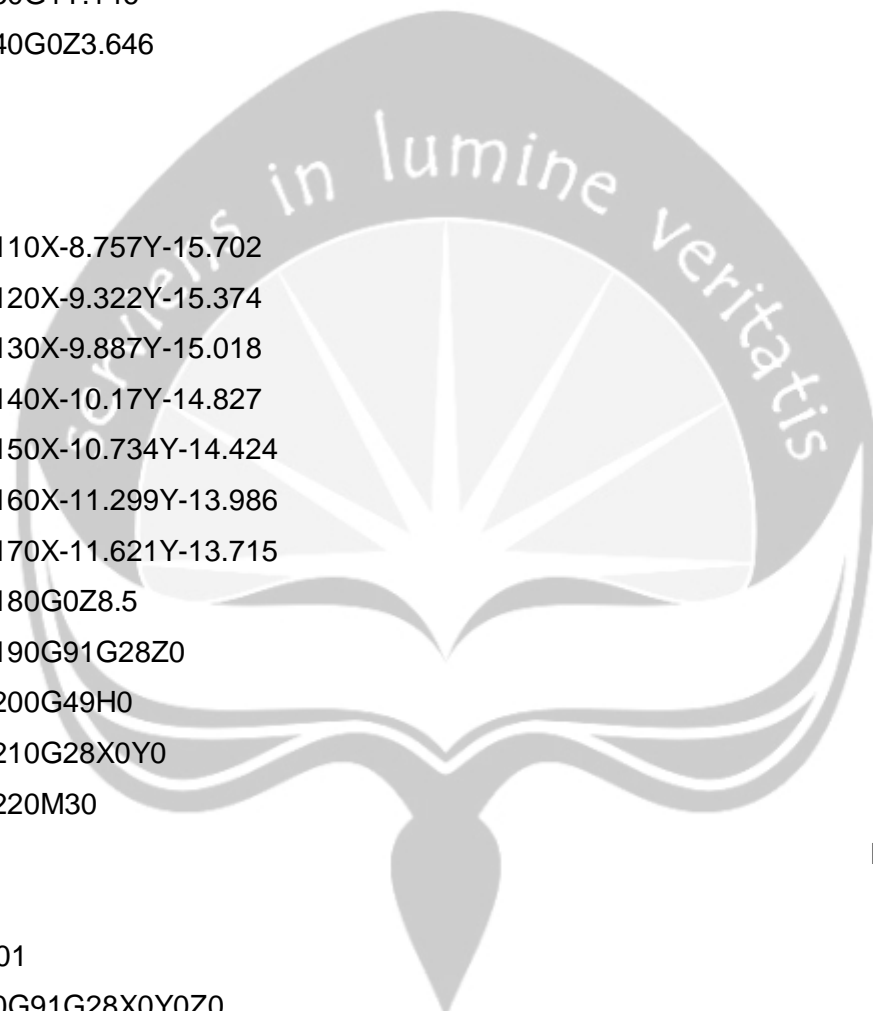 40G0Z3.646
serviens in lumine veritatis
110X-8.757Y-15.702
120X-9.322Y-15.374
130X-9.887Y-15.018
140X-10.17Y-14.827
150X-10.734Y-14.424
160X-11.299Y-13.986
170X-11.621Y-13.715
180G0Z8.5
190G91G28Z0
200G49H0
210G28X0Y0
220M30
01
0G91G28X0Y0Z0